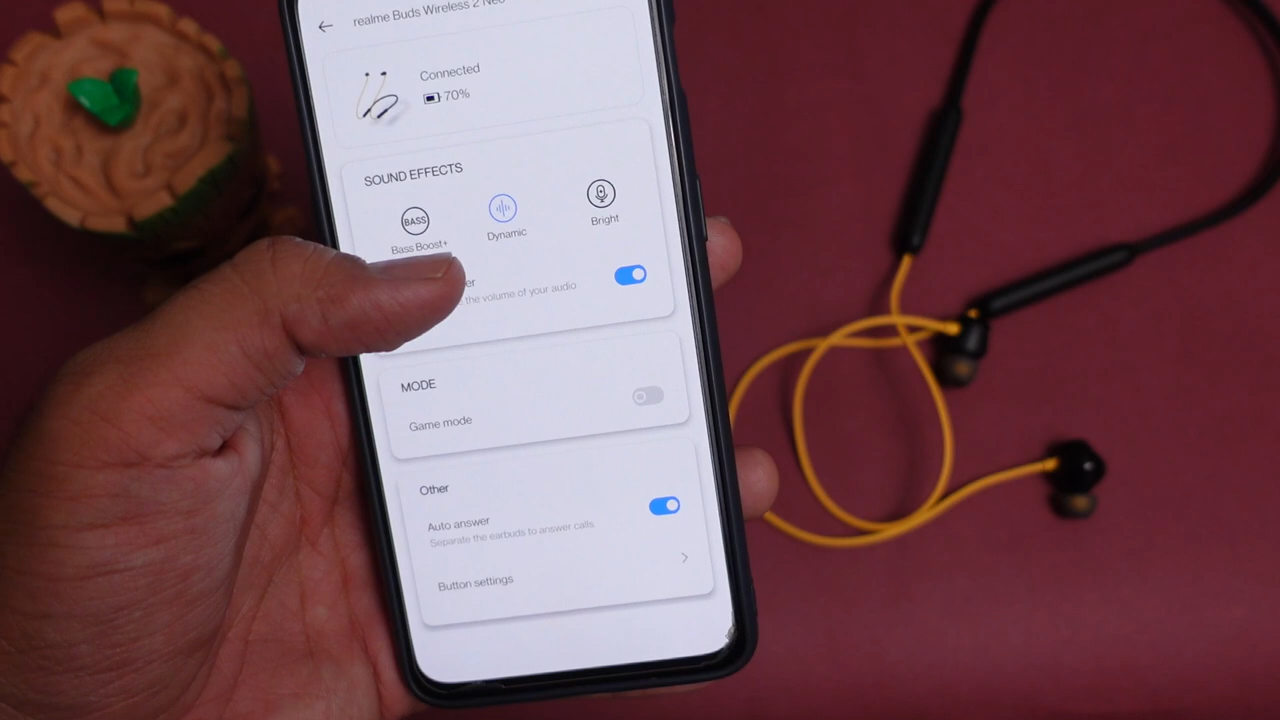 realme Buds Wireless 2 Neo
Connected
70%
SOUND EFFECTS
BASS
Bass Boost+
Dynamic
Bright
er
the volume of your audio
MODE
Game mode
Other
Auto answer
Separate the earbuds to answer calls.
Button settings